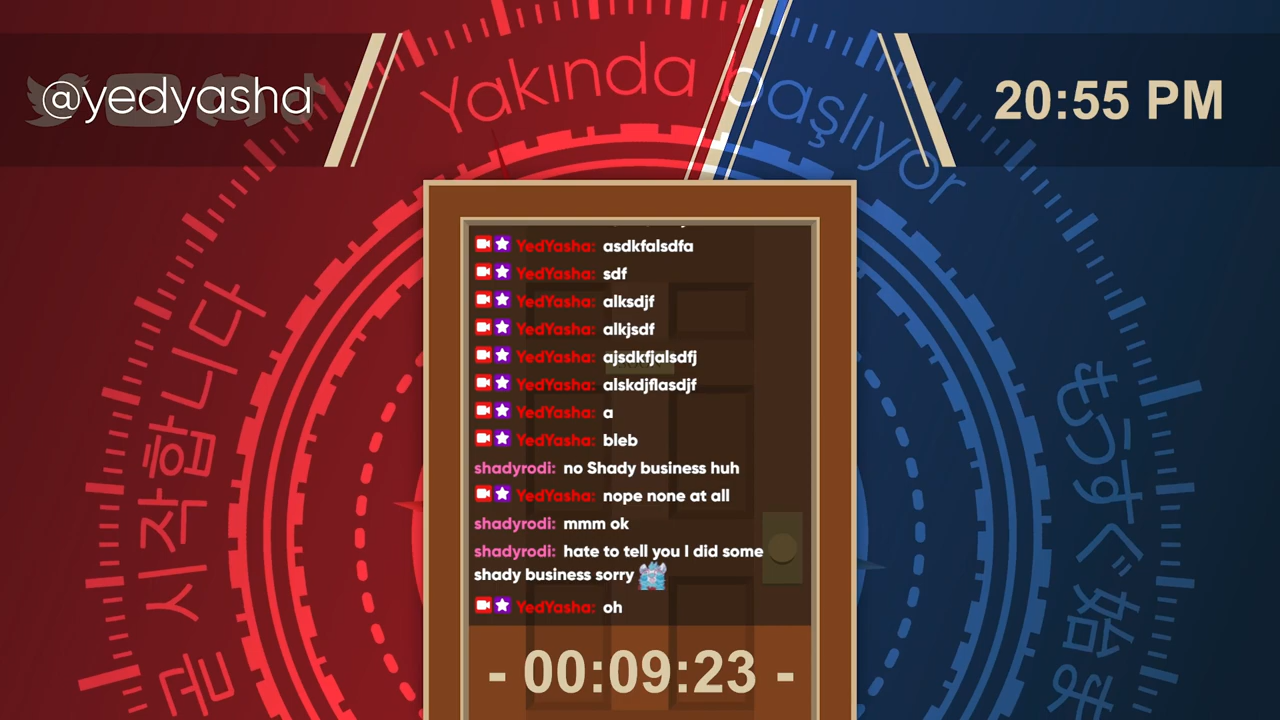 @yedyasha
Yakında başlıyor
20:55 PM
YedYasha: asdkfalsdfa
YedYasha: sdf
YedYasha: alksdjf
YedYasha: alkjsdf
YedYasha: ajsdkfjalsdfj
YedYasha: alskdjflasdjf
YedYasha: a
YedYasha: bleb
shadyrodi: no Shady business huh
YedYasha: nope none at all
shadyrodi: mmm ok
shadyrodi: hate to tell you I did some
shady business sorry
YedYasha: oh
- 00:09:23 -
곧 시작합니다
もうすぐ始ま